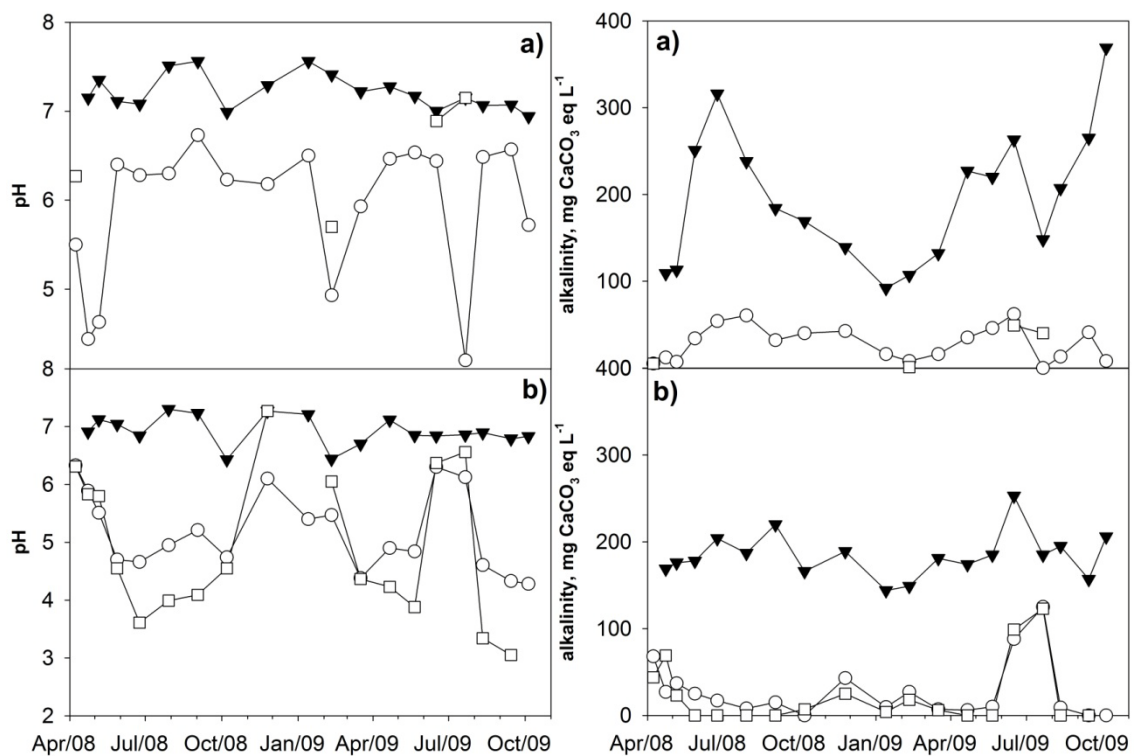 8
a)
7
6
5
pH
8
b)
7
6
5
4
3
2
pH
Apr/08 Jul/08 Oct/08 Jan/09 Apr/09 Jul/09 Oct/09
400
a)
300
200
100
alkalinity, mg CaCO₃ eq L⁻¹
400
b)
300
200
100
0
alkalinity, mg CaCO₃ eq L⁻¹
Apr/08 Jul/08 Oct/08 Jan/09 Apr/09 Jul/09 Oct/09